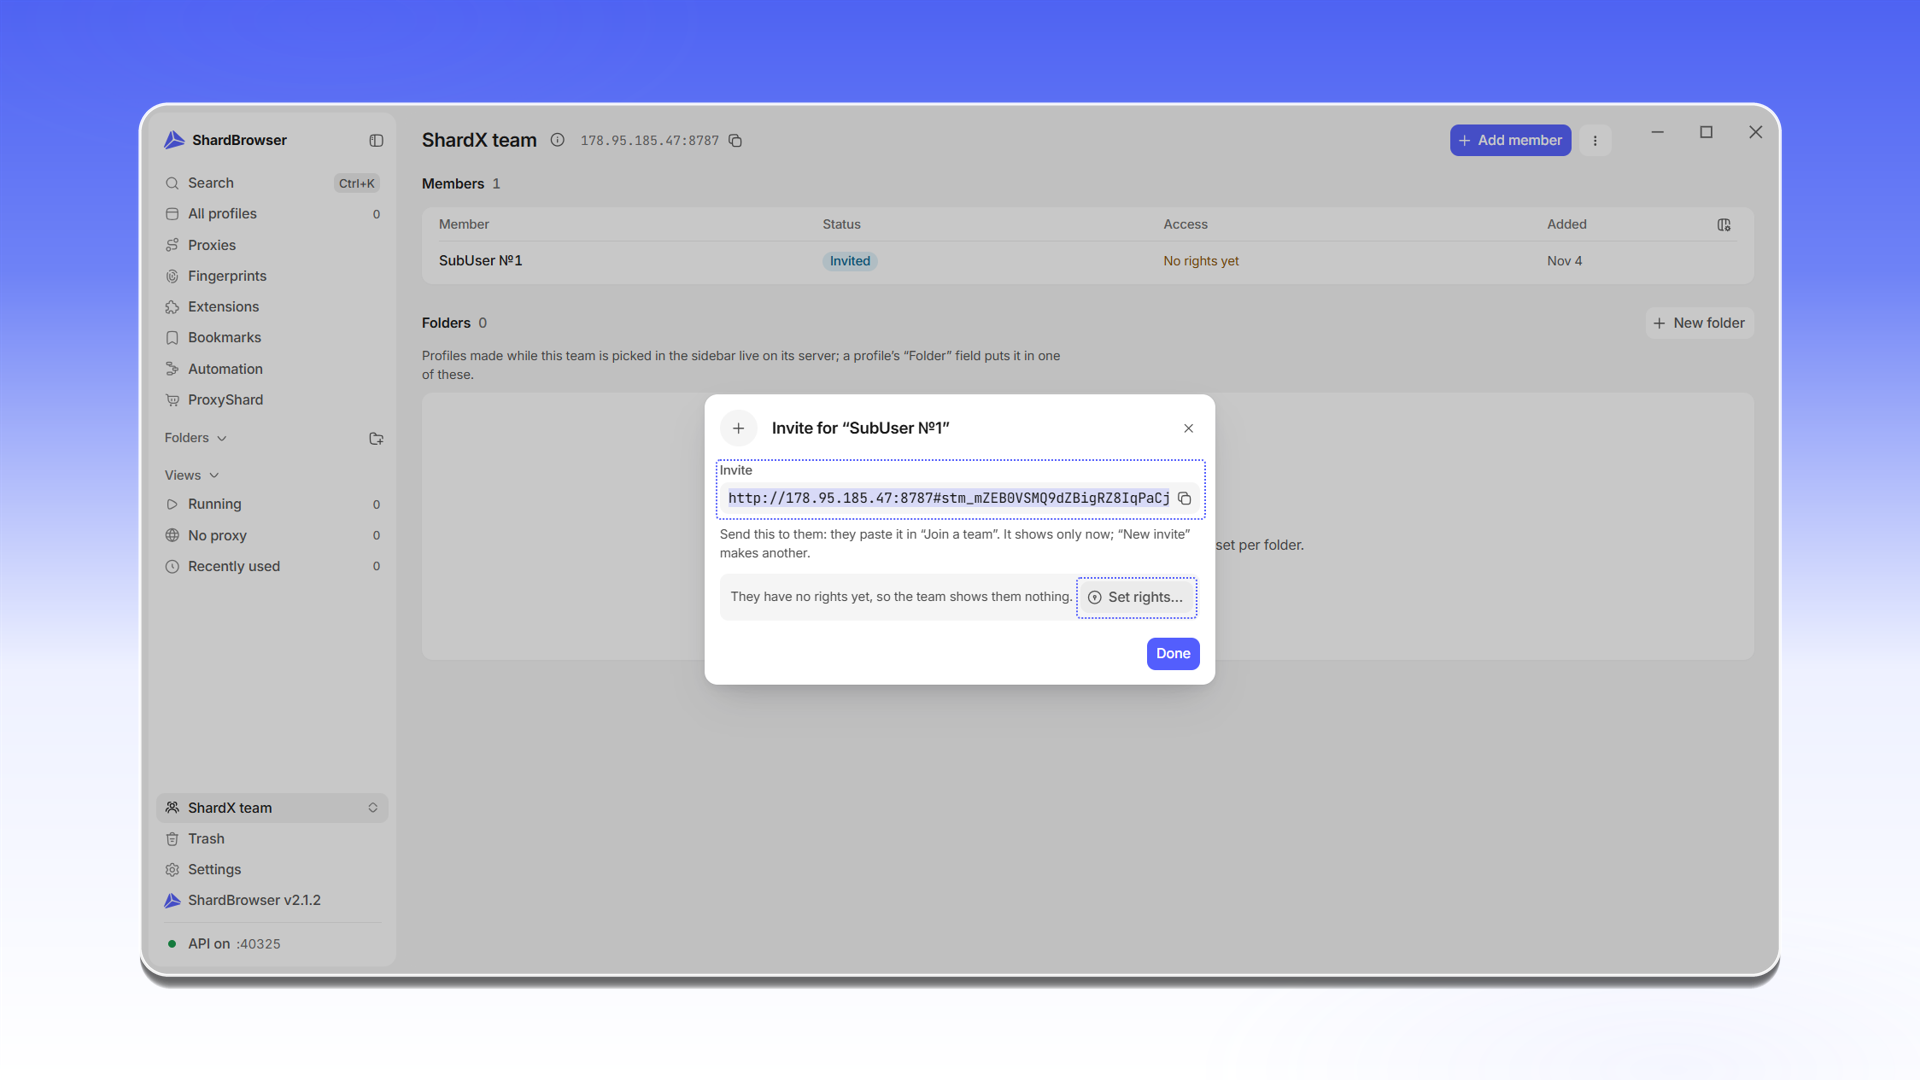 ShardBrowser
Search Ctrl+K
All profiles 0
Proxies
Fingerprints
Extensions
Bookmarks
Automation
ProxyShard
Folders
Views
Running 0
No proxy 0
Recently used 0
ShardX team
Trash
Settings
ShardBrowser v2.1.2
API on :40325
ShardX team 178.95.185.47:8787
Add member
Members 1
Member Status Access Added
SubUser №1 Invited No rights yet Nov 4
Folders 0
New folder
Profiles made while this team is picked in the sidebar live on its server; a profile’s “Folder” field puts it in one
of these.
set per folder.
Invite for “SubUser №1”
Invite
http://178.95.185.47:8787#stm_mZEB0VSMQ9dZBigRZ8IqPaCj
Send this to them: they paste it in “Join a team”. It shows only now; “New invite”
makes another.
They have no rights yet, so the team shows them nothing.
Set rights...
Done